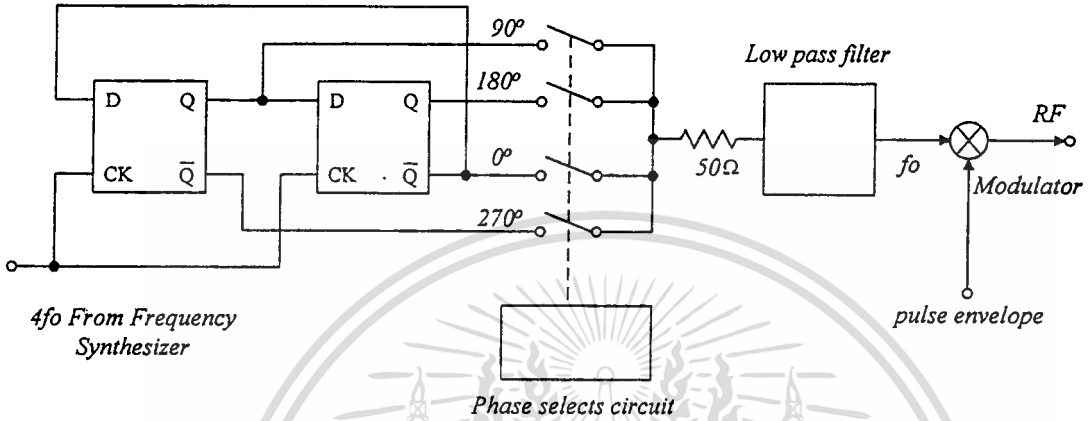 90º
Low pass filter
D Q
D Q
180º
RF
0º
CK Q̅
CK Q̅
50Ω
fo
Modulator
270º
4fo From Frequency
Synthesizer
pulse envelope
Phase selects circuit